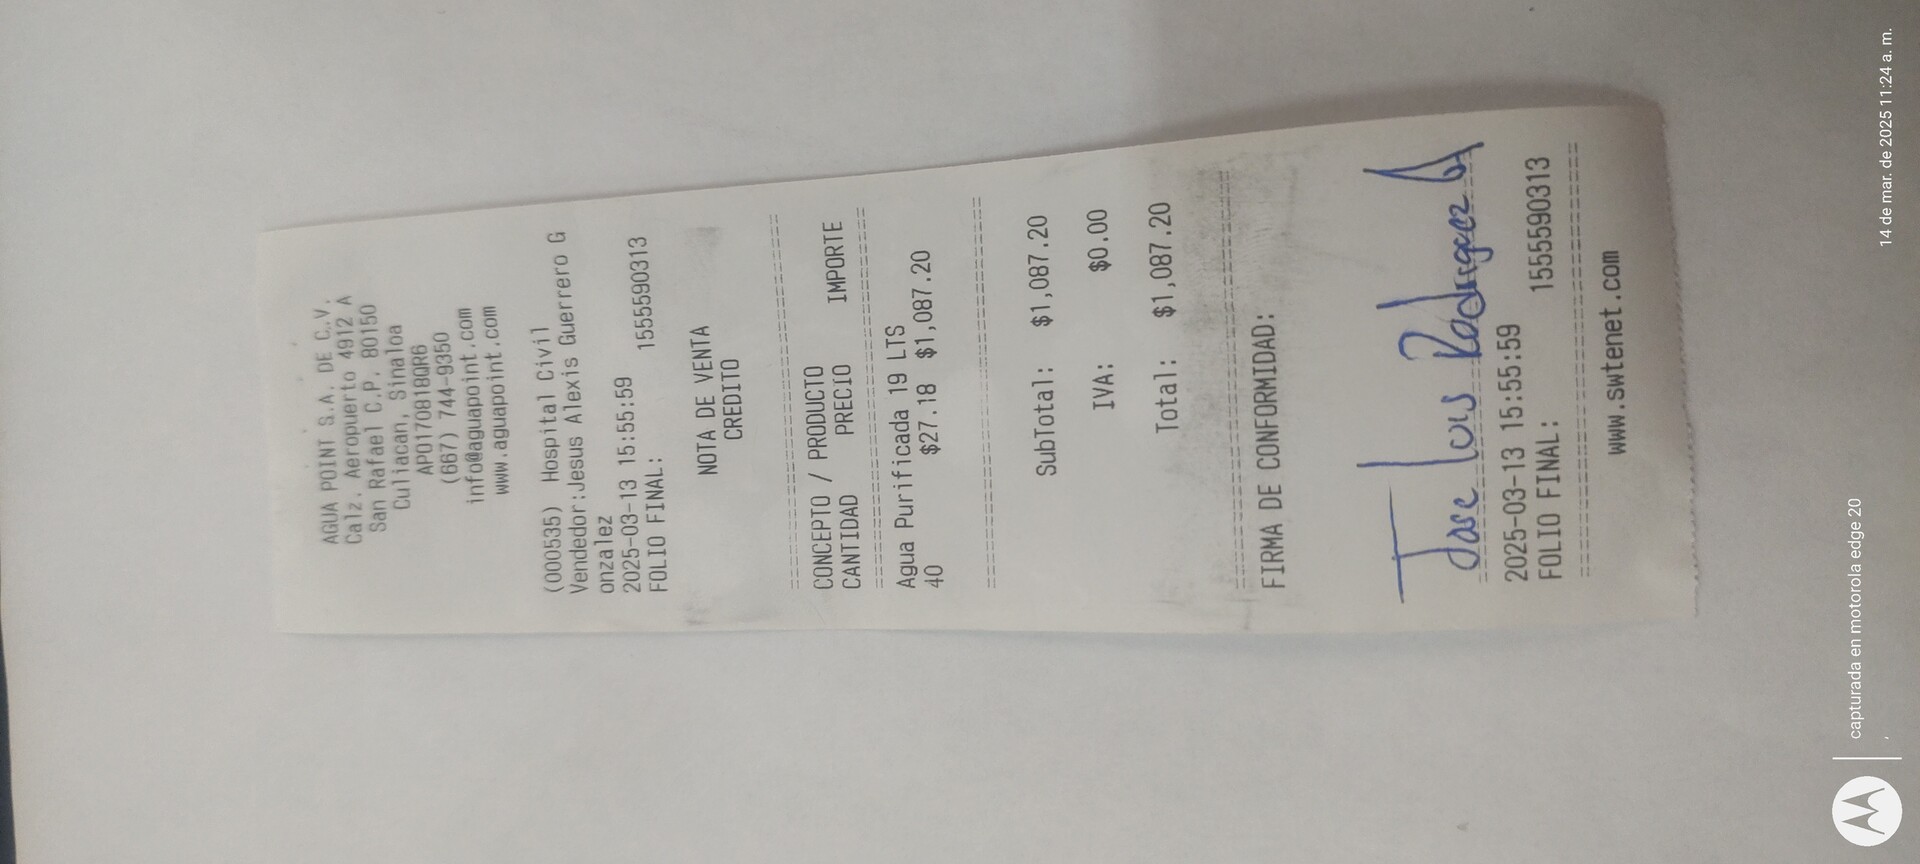 AGUA POINT S.A. DE C.V.
Calz. Aeropuerto 4912 A
San Rafael C.P. 80150
Culiacan, Sinaloa
APO170818QR6
(667) 744-9350
info@aguapoint.com
www.aguapoint.com
(000535) Hospital Civil
Vendedor:Jesus Alexis Guerrero G
onzalez
2025-03-13 15:55:59
FOLIO FINAL: 1555590313
NOTA DE VENTA
CREDITO
CONCEPTO / PRODUCTO
CANTIDAD PRECIO IMPORTE
Agua Purificada 19 LTS
40 $27.18 $1,087.20
SubTotal: $1,087.20
IVA: $0.00
Total: $1,087.20
FIRMA DE CONFORMIDAD:
Jose Luis Rodriguez
2025-03-13 15:55:59
FOLIO FINAL: 1555590313
www.swtenet.com
capturada en motorola edge 20
14 de mar. de 2025 11:24 a. m.